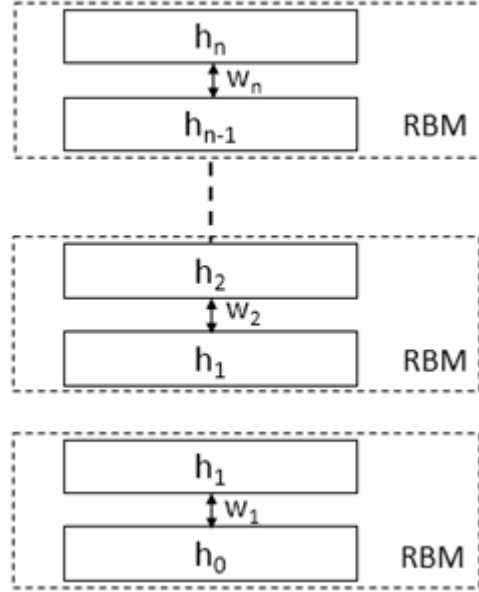 hₙ
wₙ
hₙ₋₁ RBM
h₂
w₂
h₁ RBM
h₁
w₁
h₀ RBM